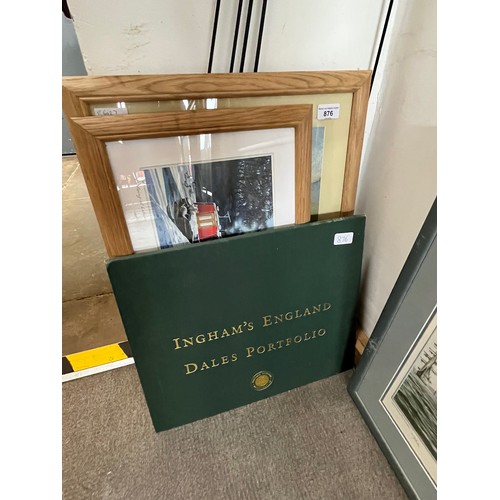 876
INGHAM'S ENGLAND
DALES PORTFOLIO